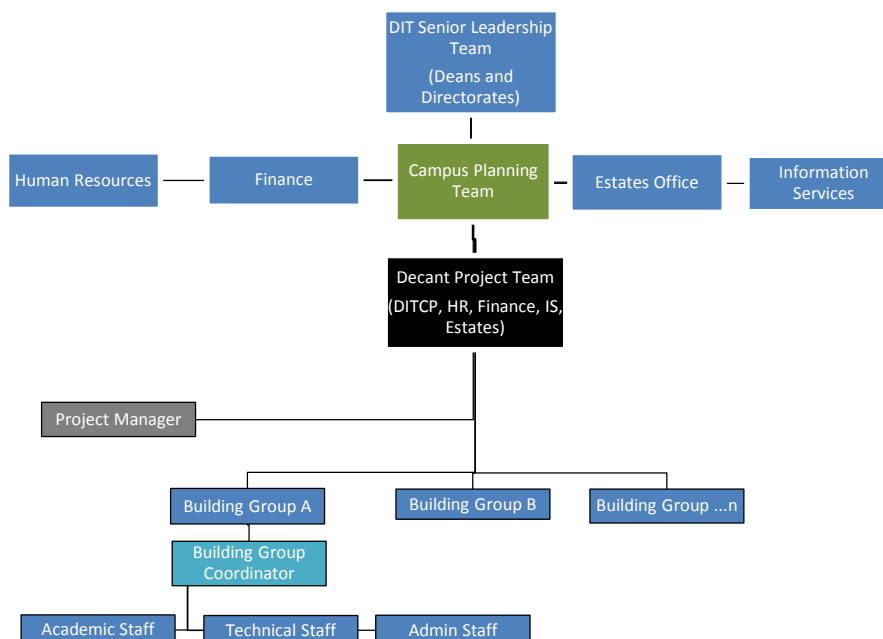 DIT Senior Leadership
Team
(Deans and
Directorates)
Human Resources
Finance
Campus Planning
Team
Estates Office
Information
Services
Decant Project Team
(DITCP, HR, Finance, IS,
Estates)
Project Manager
Building Group A
Building Group B
Building Group ...n
Building Group
Coordinator
Academic Staff
Technical Staff
Admin Staff